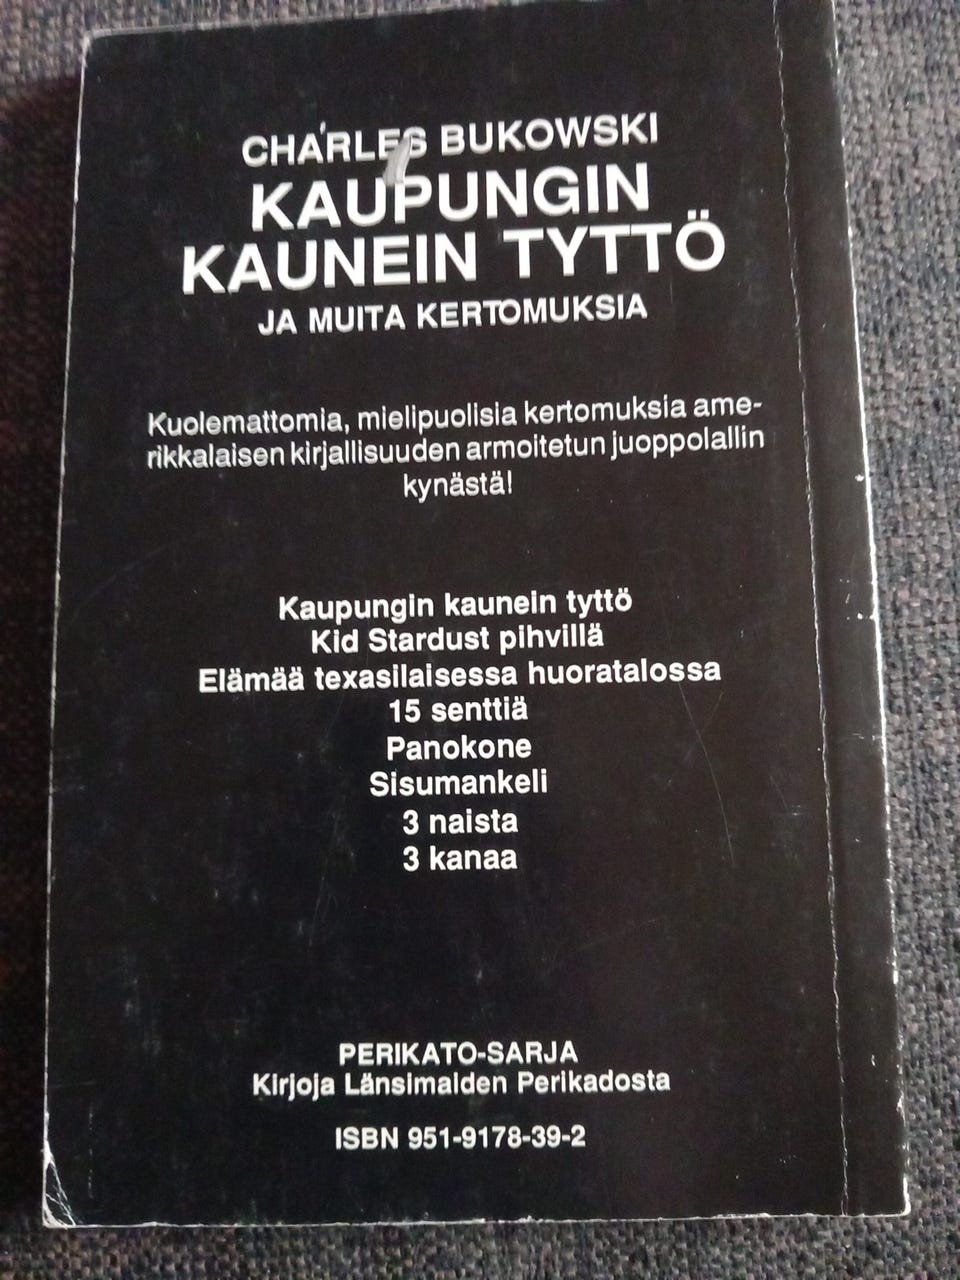 CHARLES BUKOWSKI
KAUPUNGIN
KAUNEIN TYTTÖ
JA MUITA KERTOMUKSIA
Kuolemattomia, mielipuolisia kertomuksia ame-
rikkalaisen kirjallisuuden armoitetun juoppolallin
kynästä!
Kaupungin kaunein tyttö
Kid Stardust pihvillä
Elämää texasilaisessa huoratalossa
15 senttiä
Panokone
Sisumankeli
3 naista
3 kanaa
PERIKATO-SARJA
Kirjoja Länsimaiden Perikadosta
ISBN 951-9178-39-2